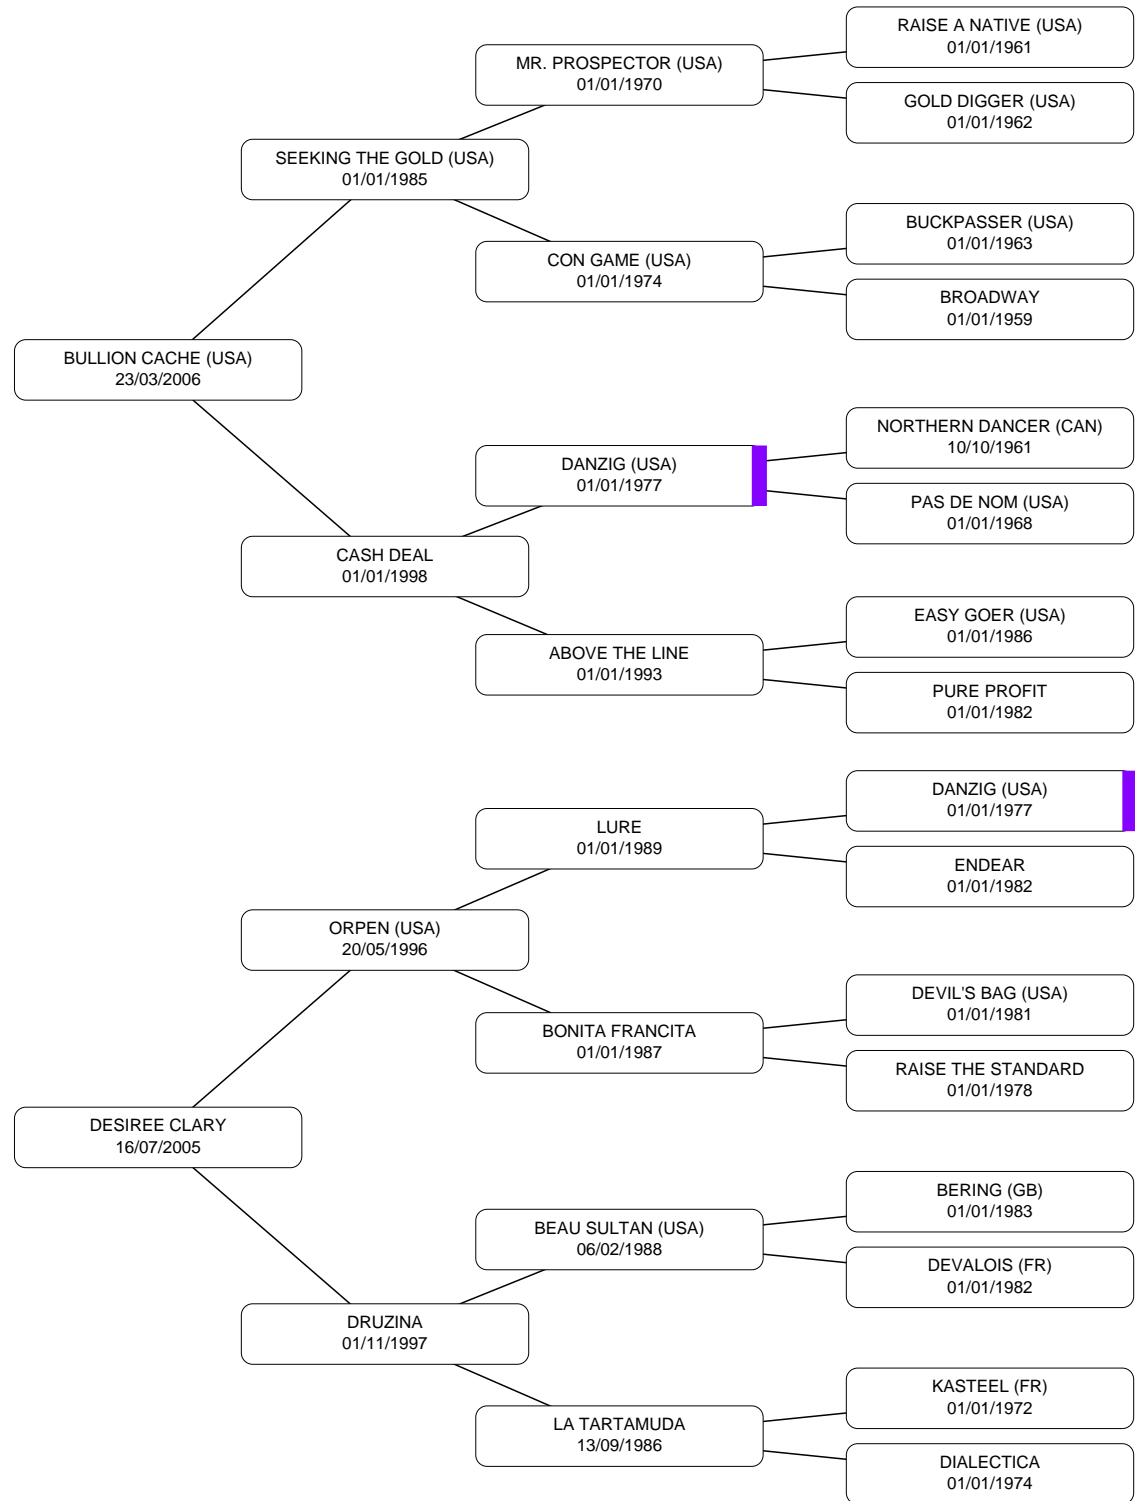 RAISE A NATIVE (USA)
01/01/1961
MR. PROSPECTOR (USA)
01/01/1970
GOLD DIGGER (USA)
01/01/1962
SEEKING THE GOLD (USA)
01/01/1985
BUCKPASSER (USA)
01/01/1963
CON GAME (USA)
01/01/1974
BROADWAY
01/01/1959
BULLION CACHE (USA)
23/03/2006
NORTHERN DANCER (CAN)
10/10/1961
DANZIG (USA)
01/01/1977
PAS DE NOM (USA)
01/01/1968
CASH DEAL
01/01/1998
EASY GOER (USA)
01/01/1986
ABOVE THE LINE
01/01/1993
PURE PROFIT
01/01/1982
DANZIG (USA)
01/01/1977
LURE
01/01/1989
ENDEAR
01/01/1982
ORPEN (USA)
20/05/1996
DEVIL'S BAG (USA)
01/01/1981
BONITA FRANCITA
01/01/1987
RAISE THE STANDARD
01/01/1978
DESIREE CLARY
16/07/2005
BERING (GB)
01/01/1983
BEAU SULTAN (USA)
06/02/1988
DEVALOIS (FR)
01/01/1982
DRUZINA
01/11/1997
KASTEEL (FR)
01/01/1972
LA TARTAMUDA
13/09/1986
DIALECTICA
01/01/1974